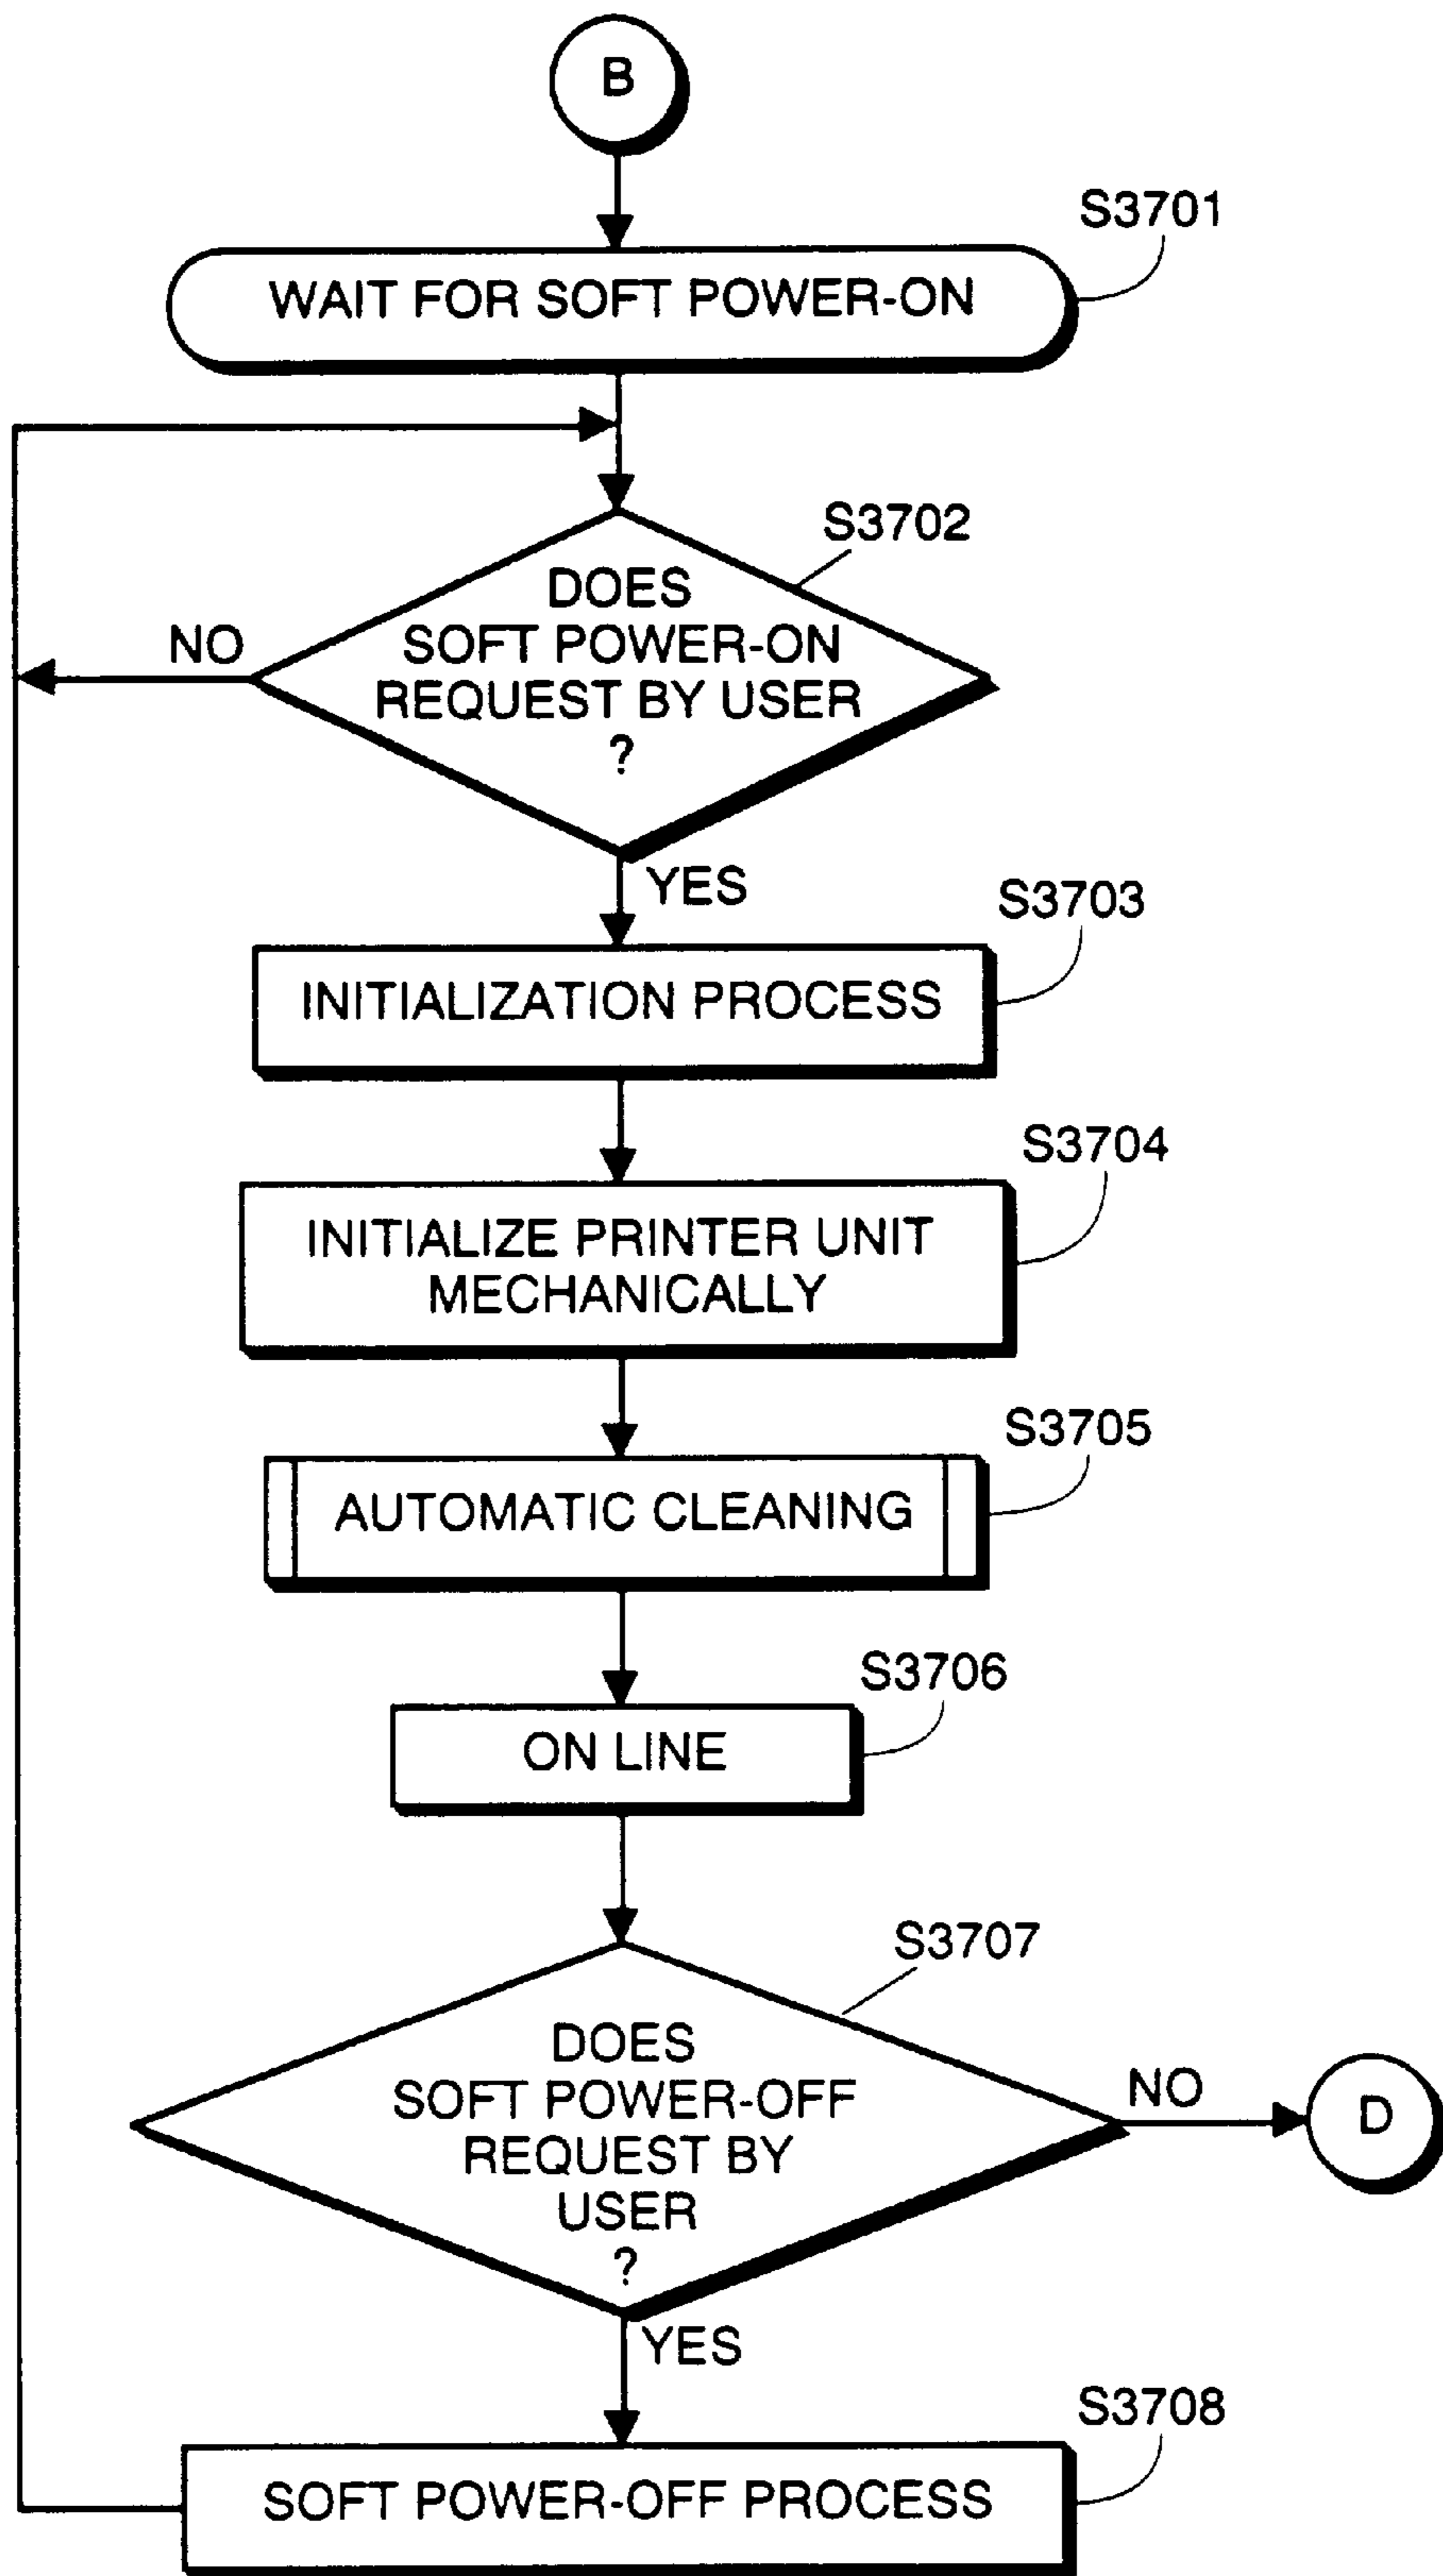 B
S3701
WAIT FOR SOFT POWER-ON
S3702
DOES
SOFT POWER-ON
REQUEST BY USER
?
NO
YES
S3703
INITIALIZATION PROCESS
S3704
INITIALIZE PRINTER UNIT
MECHANICALLY
S3705
AUTOMATIC CLEANING
S3706
ON LINE
S3707
DOES
SOFT POWER-OFF
REQUEST BY
USER
?
NO
D
YES
S3708
SOFT POWER-OFF PROCESS